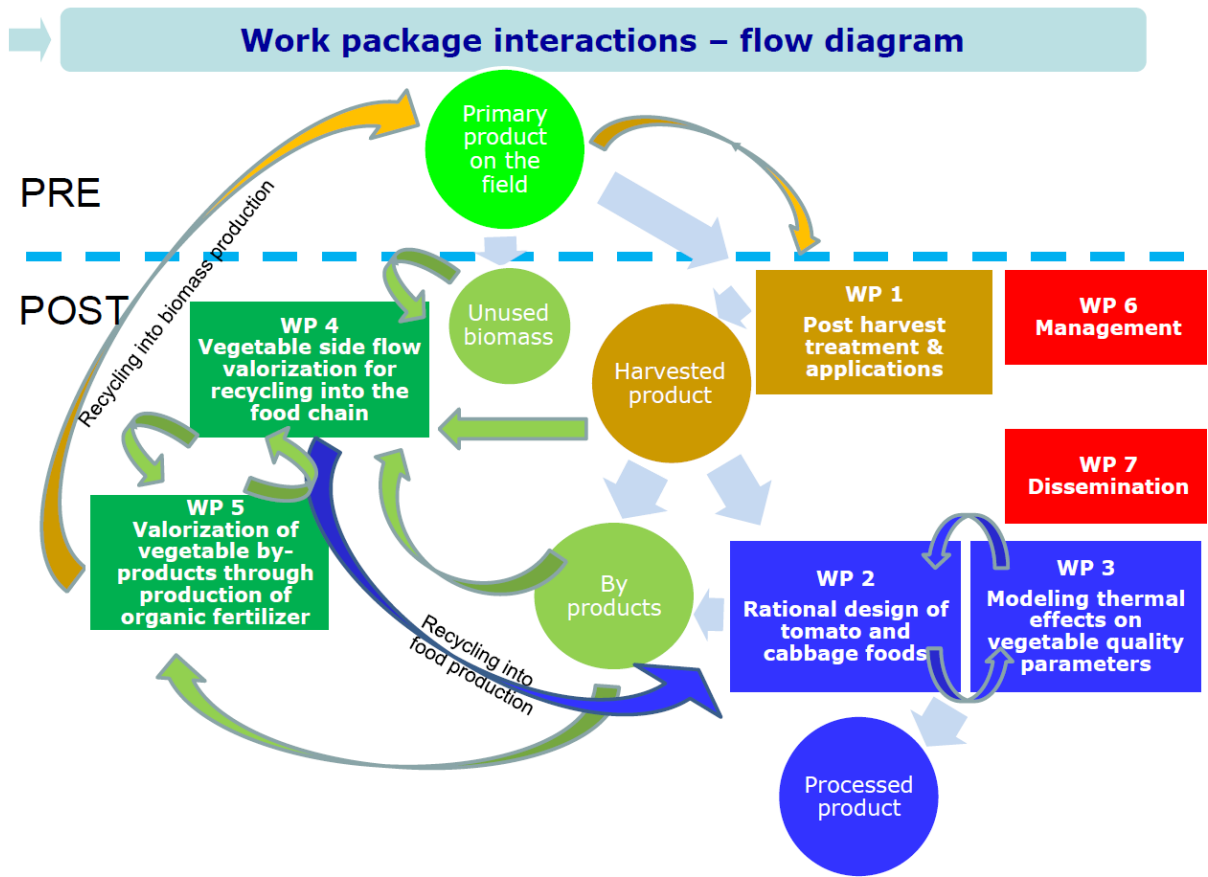 Work package interactions – flow diagram
Primary
product
on the
field
PRE
Recycling into biomass production
POST
Unused
biomass
WP 4
Vegetable side flow
valorization for
recycling into the
food chain
Harvested
product
WP 1
Post harvest
treatment &
applications
WP 6
Management
WP 7
Dissemination
WP 5
Valorization of
vegetable by-
products through
production of
organic fertilizer
By
products
Recycling into
food production
WP 2
Rational design of
tomato and
cabbage foods
WP 3
Modeling thermal
effects on
vegetable quality
parameters
Processed
product